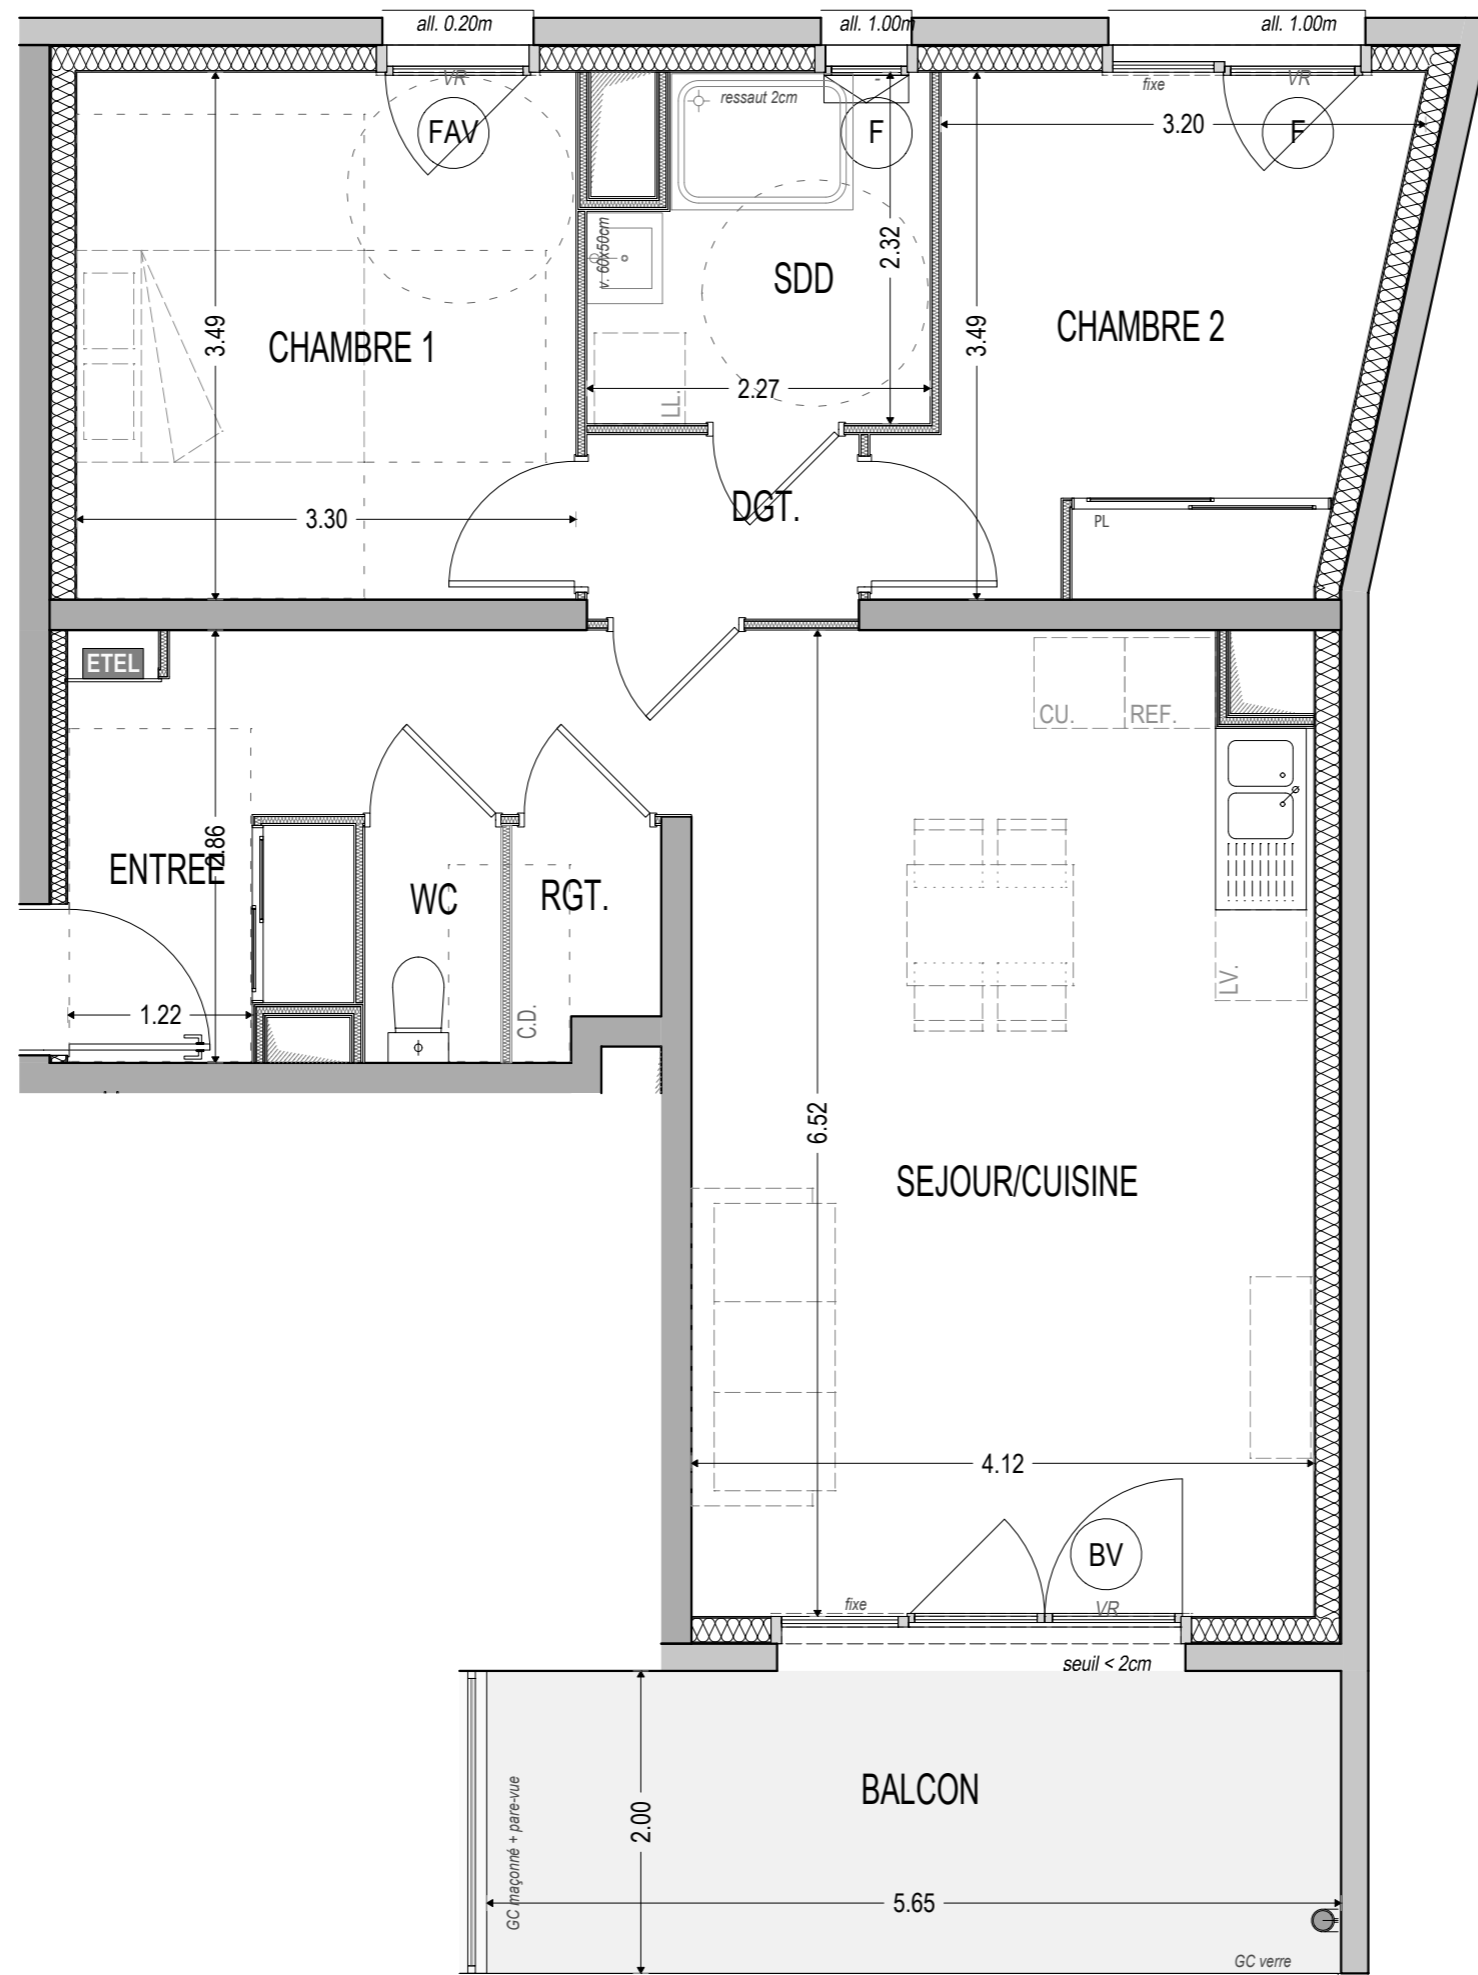 all. 0.20m
all. 1.00m
all. 1.00m
VR
fixe
VR
FAV
ressaut 2cm
F
3.20
F
v. 60x50cm
2.32
SDD
3.49
CHAMBRE 1
3.49
CHAMBRE 2
2.27
LL.
3.30
DGT.
PL
ETEL
CU.
REF.
2.86
ENTREE
WC
RGT.
LV.
1.22
C.D.
6.52
SEJOUR/CUISINE
4.12
BV
fixe
VR
seuil < 2cm
BALCON
GC maçonné + pare-vue
2.00
5.65
GC verre